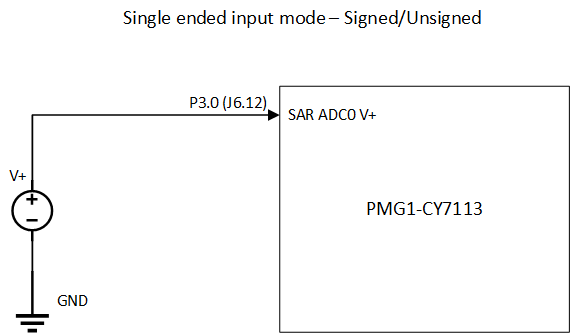 Single ended input mode – Signed/Unsigned
P3.0 (J6.12)
SAR ADC0 V+
V+
+
−
PMG1-CY7113
GND